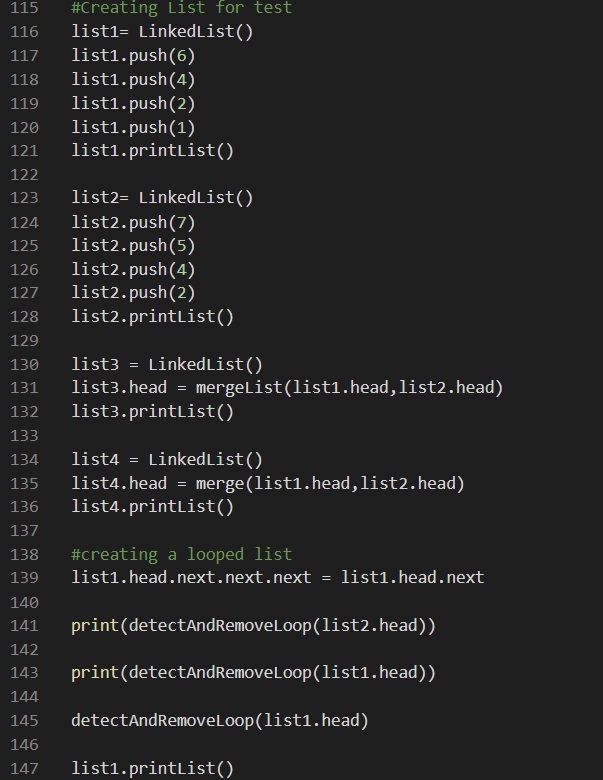 115 #Creating List for test
116 list1= LinkedList()
117 list1.push(6)
118 list1.push(4)
119 list1.push(2)
120 list1.push(1)
121 list1.printList()
122
123 list2= LinkedList()
124 list2.push(7)
125 list2.push(5)
126 list2.push(4)
127 list2.push(2)
128 list2.printList()
129
130 list3 = LinkedList()
131 list3.head = mergeList(list1.head,list2.head)
132 list3.printList()
133
134 list4 = LinkedList()
135 list4.head = merge(list1.head,list2.head)
136 list4.printList()
137
138 #creating a looped list
139 list1.head.next.next.next = list1.head.next
140
141 print(detectAndRemoveLoop(list2.head))
142
143 print(detectAndRemoveLoop(list1.head))
144
145 detectAndRemoveLoop(list1.head)
146
147 list1.printList()